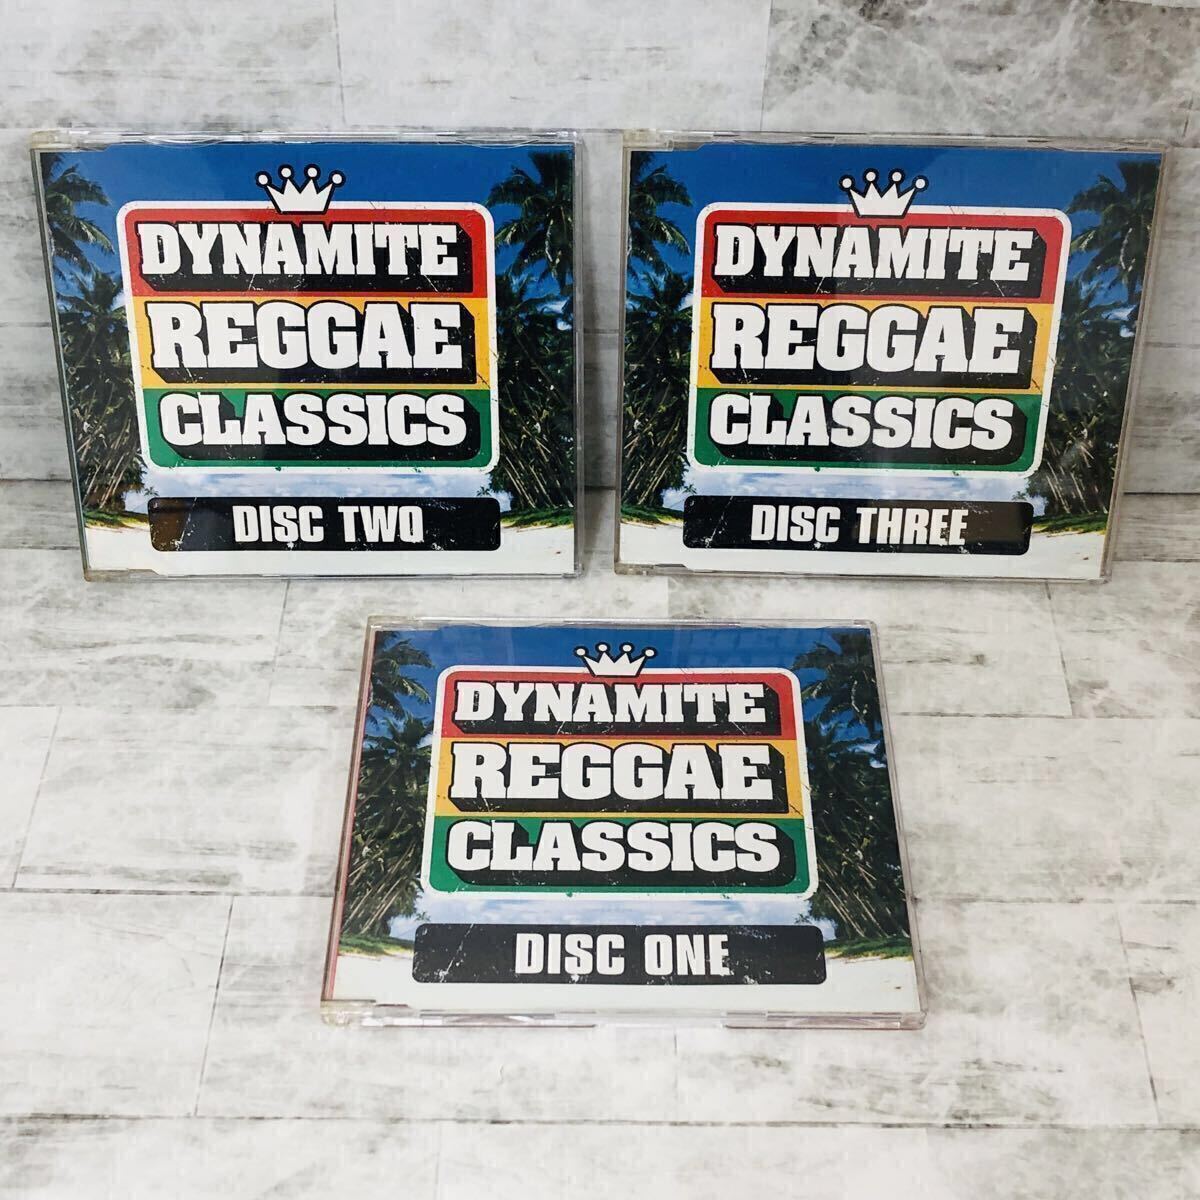 DYNAMITE
REGGAE
CLASSICS
DISC TWO
DYNAMITE
REGGAE
CLASSICS
DISC THREE
DYNAMITE
REGGAE
CLASSICS
DISC ONE